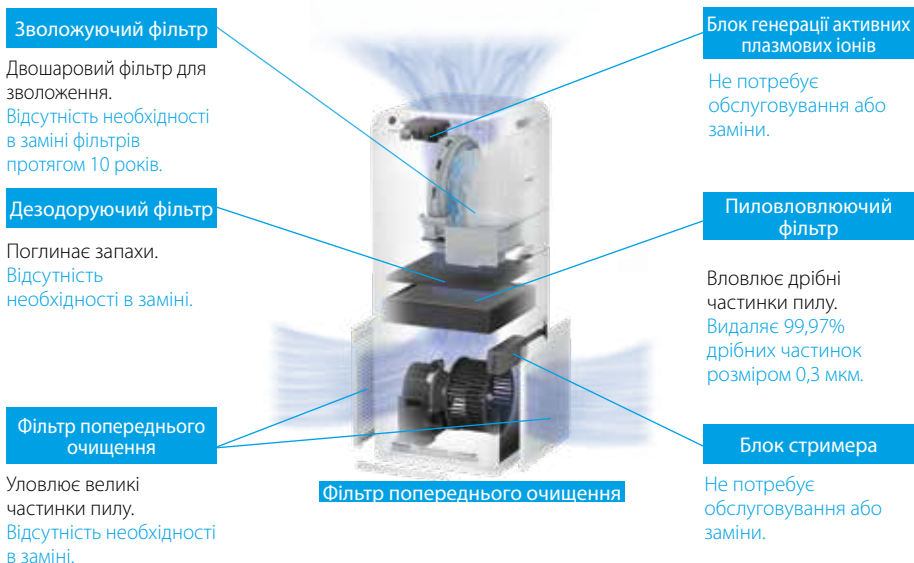 Зволожуючий фільтр
Двошаровий фільтр для
зволоження.
Відсутність необхідності
в заміні фільтрів
протягом 10 років.
Дезодоруючий фільтр
Поглинає запахи.
Відсутність
необхідності в заміні.
Фільтр попереднього
очищення
Уловлює великі
частинки пилу.
Відсутність необхідності
в заміні.
Фільтр попереднього очищення
Блок генерації активних
плазмових іонів
Не потребує
обслуговування або
заміни.
Пиловловлюючий
фільтр
Вловлює дрібні
частинки пилу.
Видаляє 99,97%
дрібних частинок
розміром 0,3 мкм.
Блок стримера
Не потребує
обслуговування або
заміни.